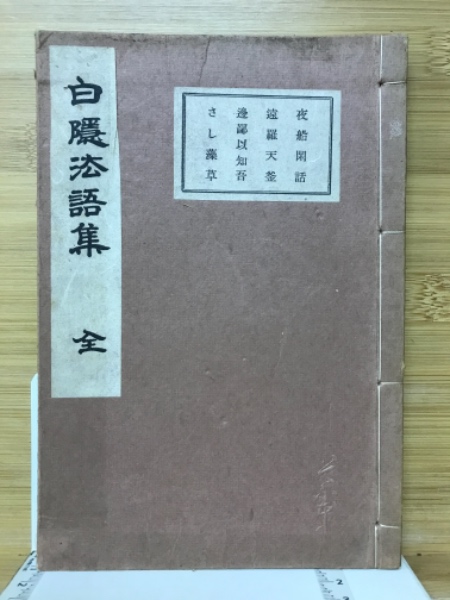 白隠法語集 全
夜船閑話
遠羅天釜
邊鄙以知吾
さし藻草